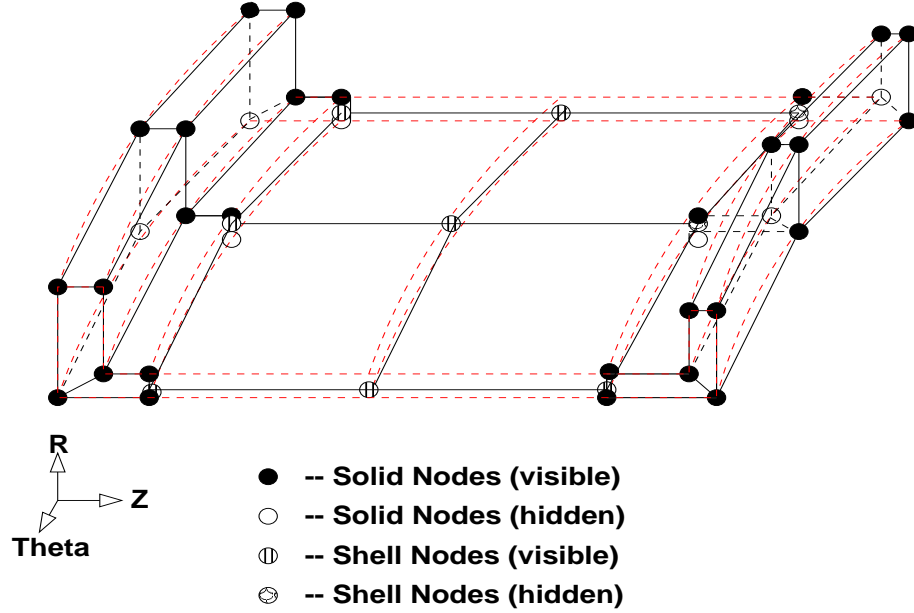 R
Z
Theta
-- Solid Nodes (visible)
-- Solid Nodes (hidden)
-- Shell Nodes (visible)
-- Shell Nodes (hidden)